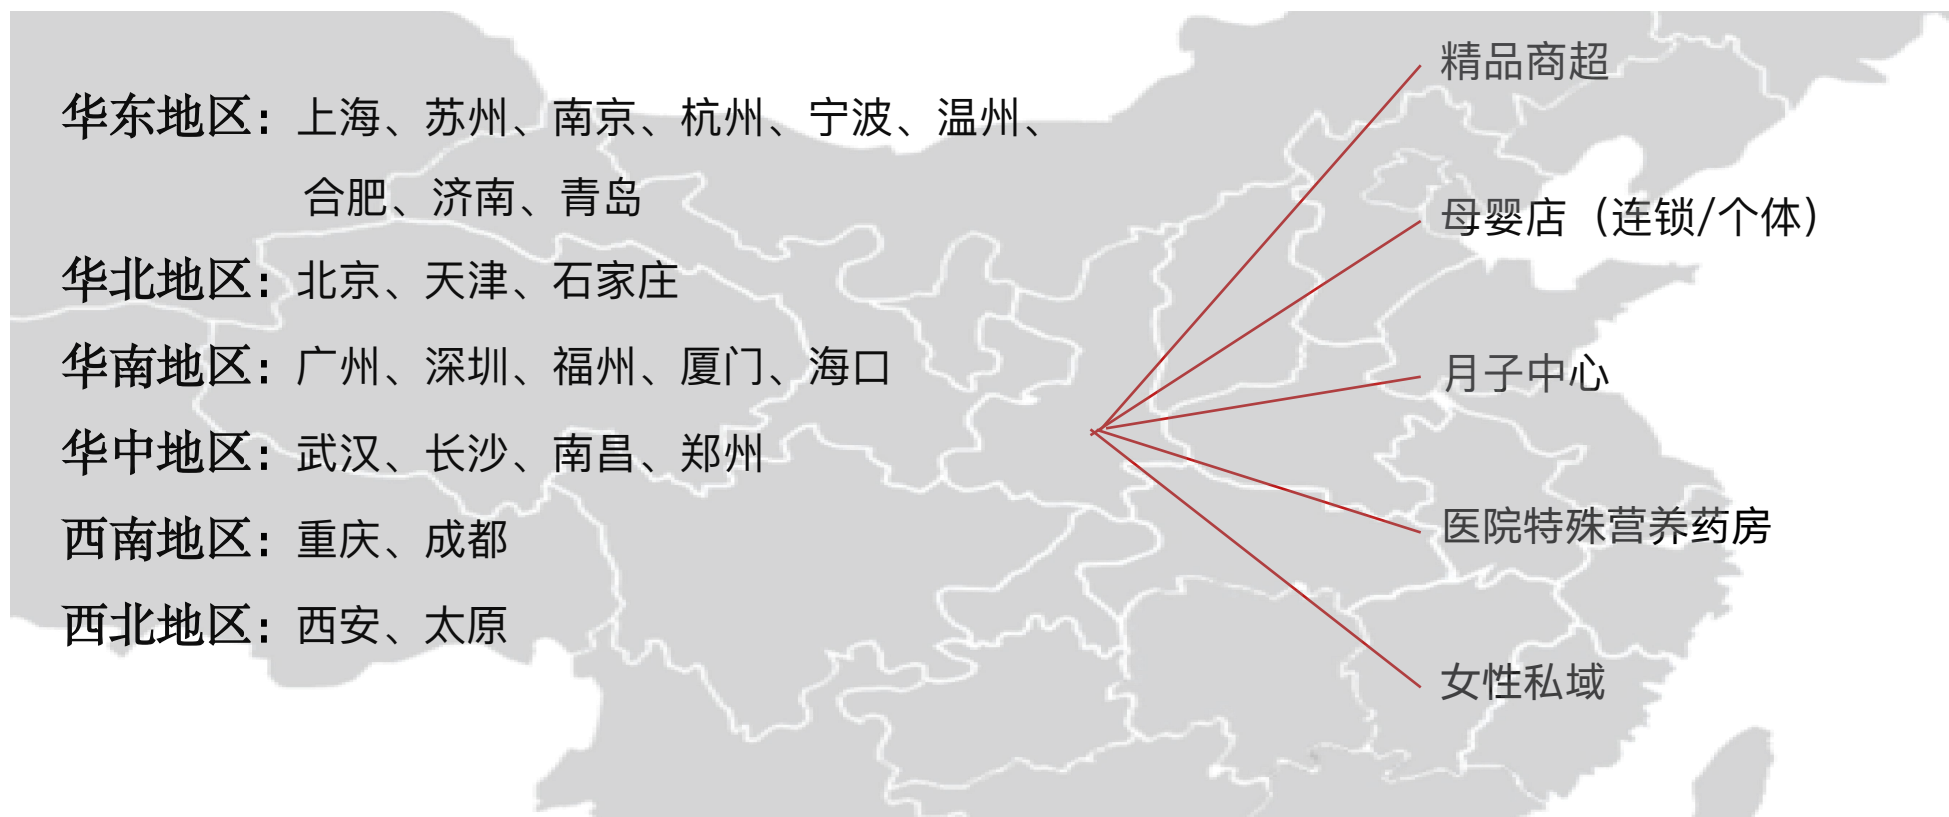 华东地区：上海、苏州、南京、杭州、宁波、温州、
合肥、济南、青岛
华北地区：北京、天津、石家庄
华南地区：广州、深圳、福州、厦门、海口
华中地区：武汉、长沙、南昌、郑州
西南地区：重庆、成都
西北地区：西安、太原
精品商超
母婴店（连锁/个体）
月子中心
医院特殊营养药房
女性私域